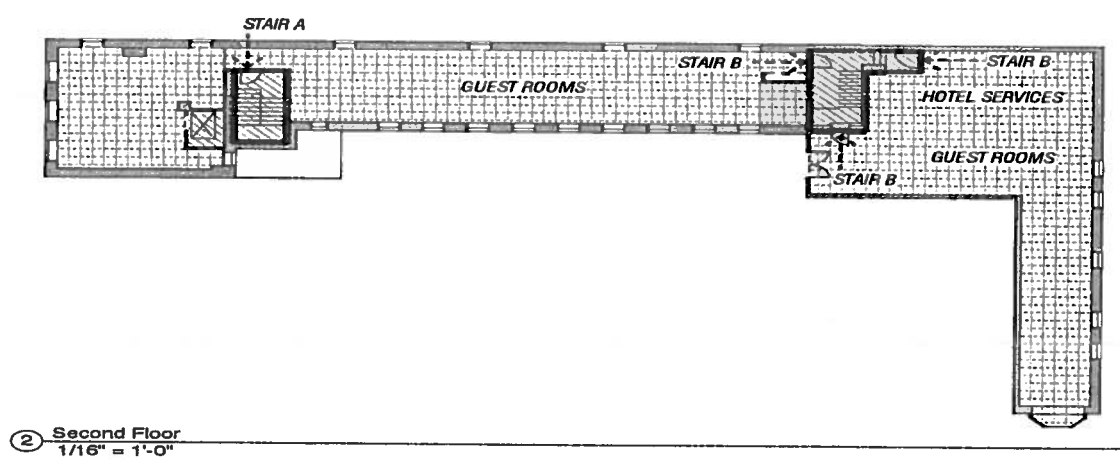 STAIR A
STAIR B
STAIR B
GUEST ROOMS
HOTEL SERVICES
GUEST ROOMS
STAIR B
2 Second Floor
1/16" = 1'-0"